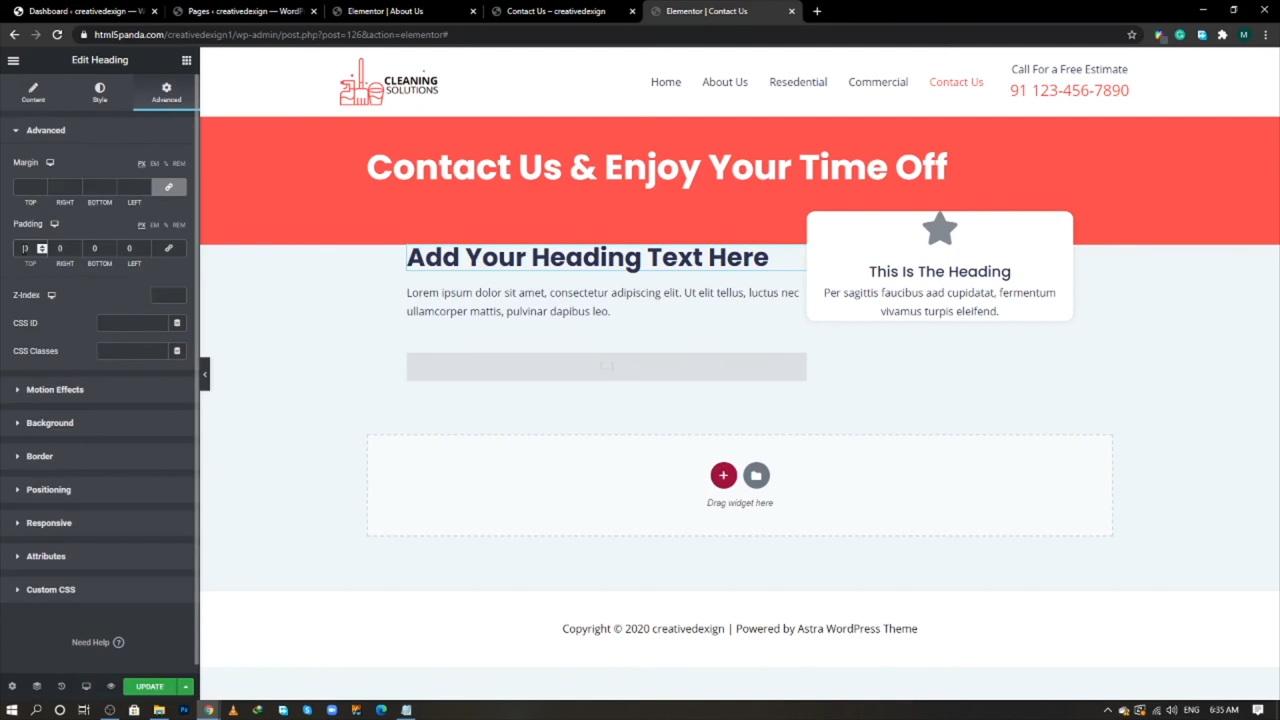 Dashboard ‹ creativedexign — W
Pages ‹ creativedexign — WordPr
Elementor | About Us
Contact Us – creativedexign
Elementor | Contact Us
html5panda.com/creativedexign1/wp-admin/post.php?post=126&action=elementor#
M
Edit Heading
Content
Style
Advanced
Advanced
Margin
PX EM % REM
TOP RIGHT BOTTOM LEFT
Padding
PX EM % REM
0 0 0
TOP RIGHT BOTTOM LEFT
Z-Index
CSS ID
CSS Classes
Motion Effects
Background
Border
Positioning
Responsive
Attributes
Custom CSS
Need Help
UPDATE
CLEANING
SOLUTIONS
Home
About Us
Resedential
Commercial
Contact Us
Call For a Free Estimate
91 123-456-7890
Contact Us & Enjoy Your Time Off
Add Your Heading Text Here
Lorem ipsum dolor sit amet, consectetur adipiscing elit. Ut elit tellus, luctus nec
ullamcorper mattis, pulvinar dapibus leo.
This Is The Heading
Per sagittis faucibus aad cupidatat, fermentum
vivamus turpis eleifend.
Drag widget here
Copyright © 2020 creativedexign | Powered by Astra WordPress Theme
ENG
6:35 AM